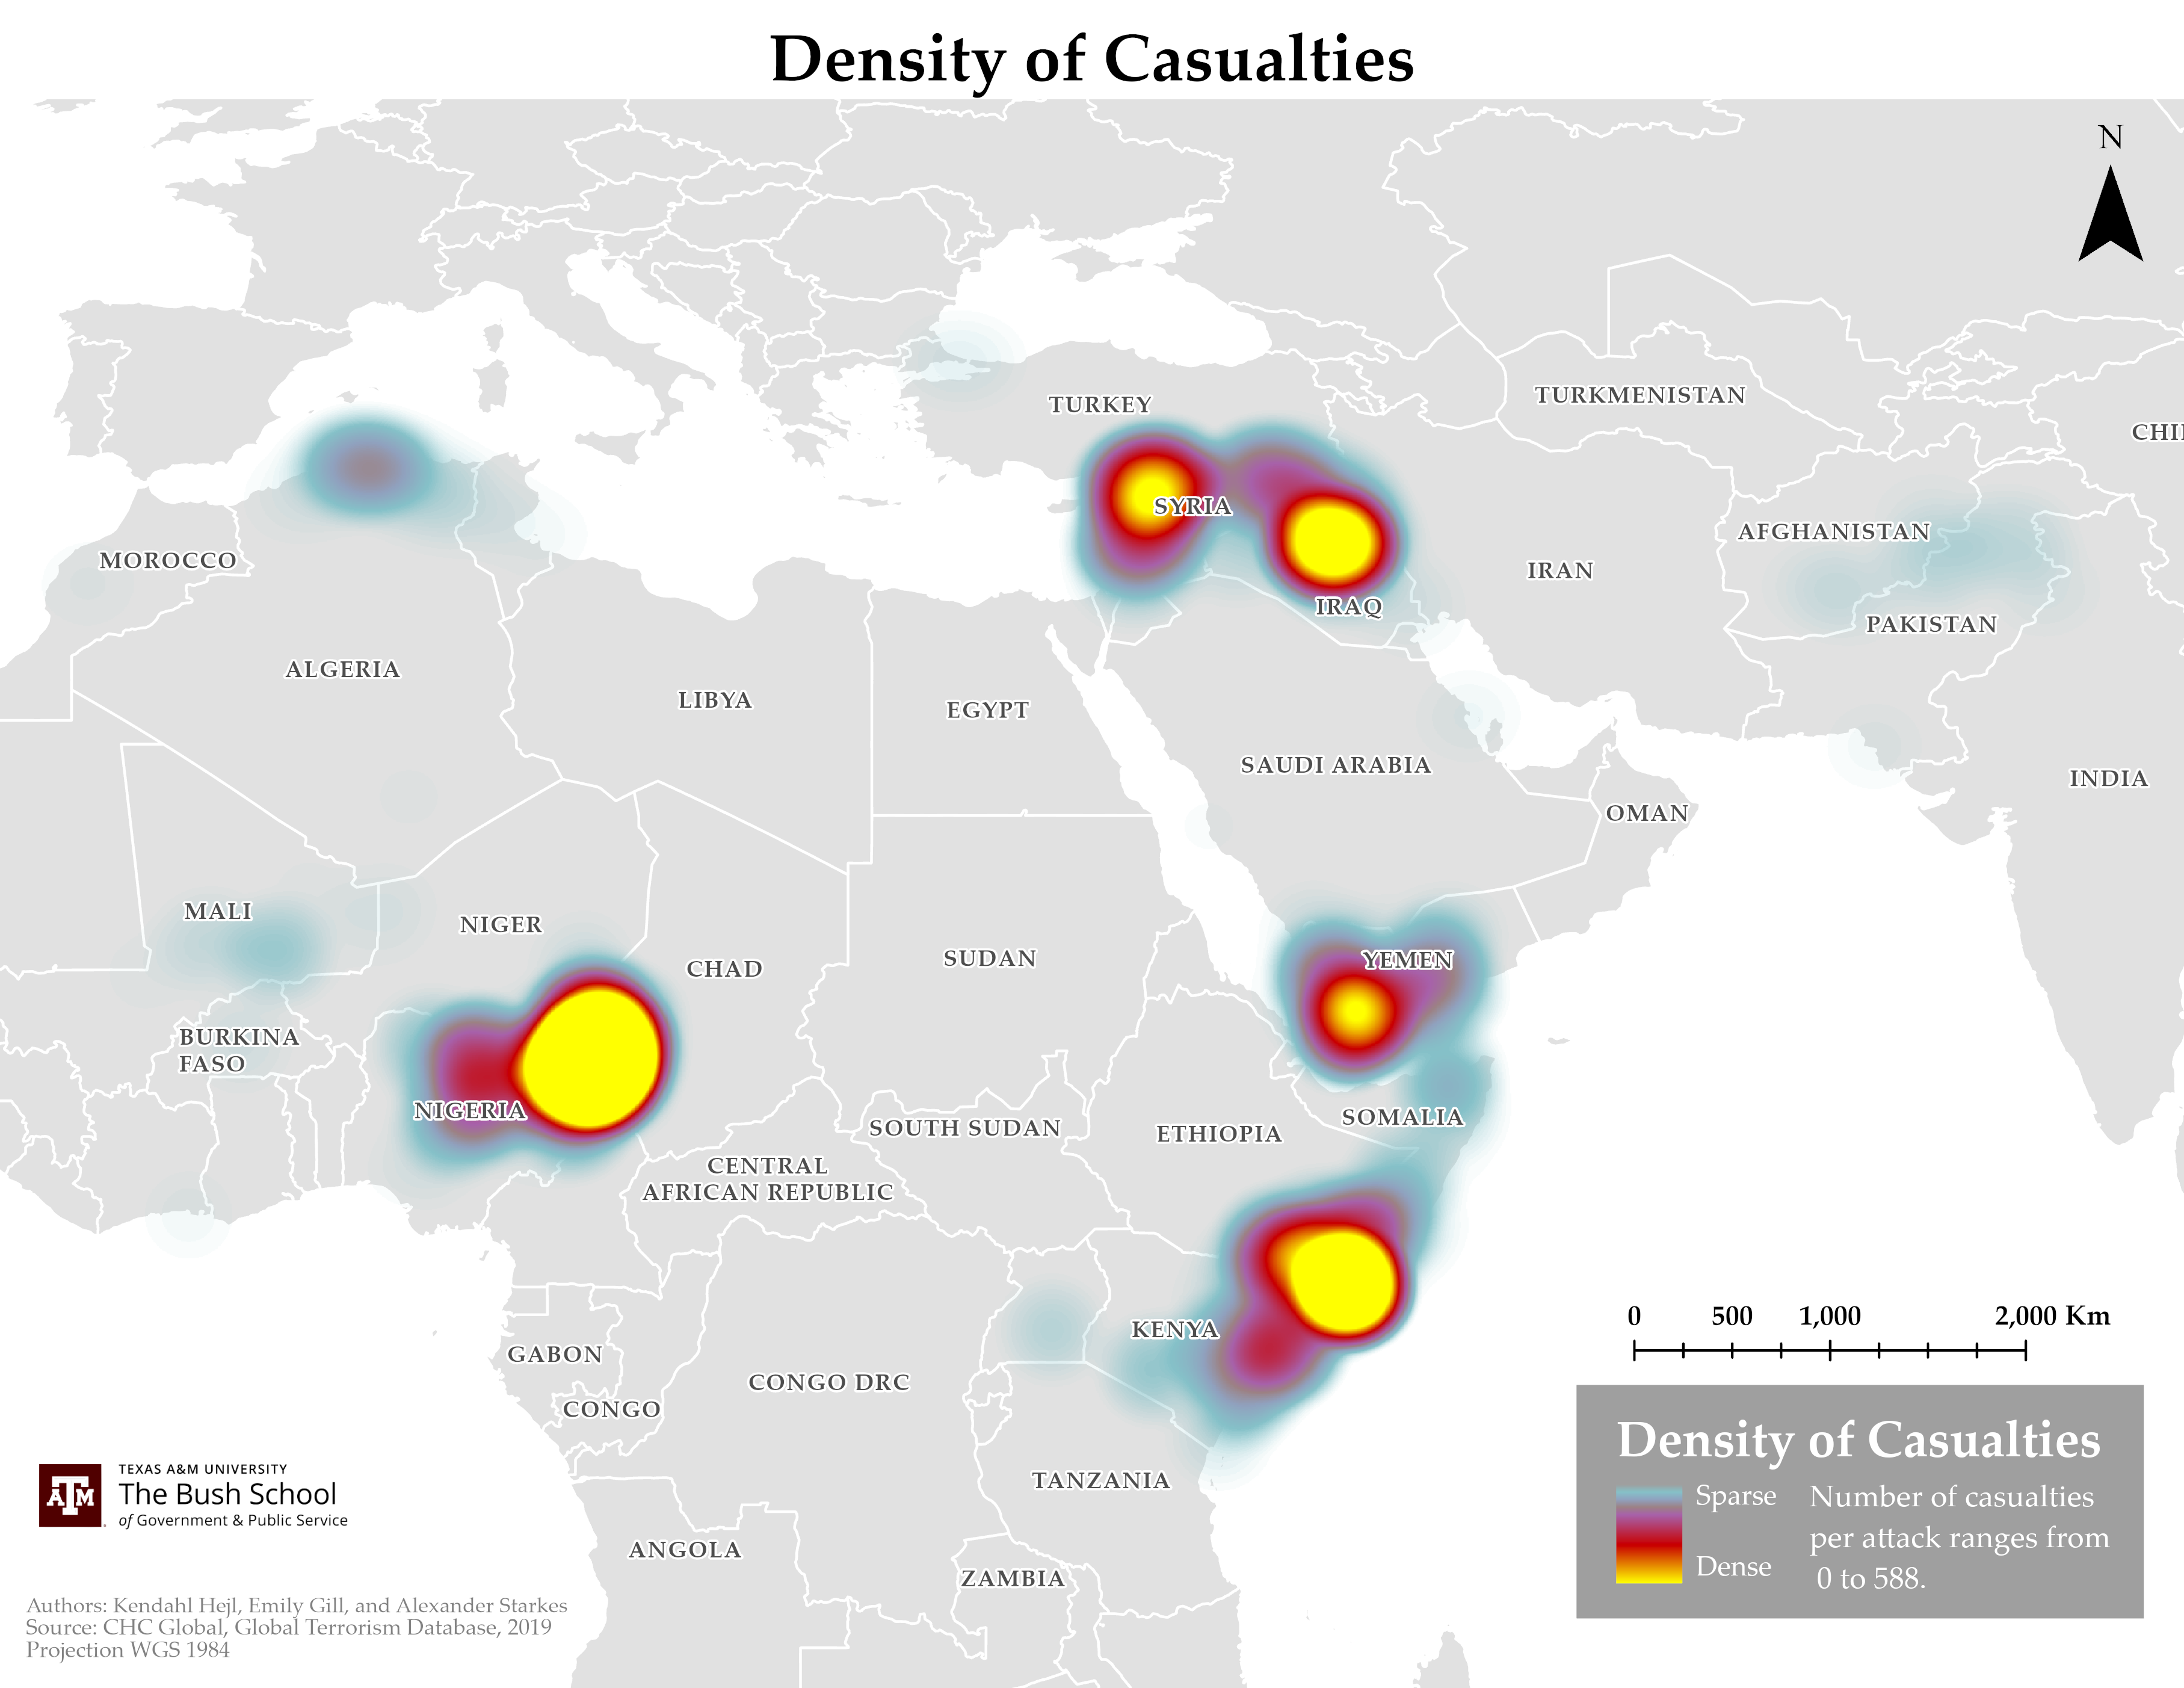 Density of Casualties
N
TURKEY
TURKMENISTAN
CHI
SYRIA
AFGHANISTAN
MOROCCO
IRAN
IRAQ
PAKISTAN
ALGERIA
LIBYA
EGYPT
SAUDI ARABIA
INDIA
OMAN
MALI
NIGER
CHAD
SUDAN
YEMEN
BURKINA
FASO
NIGERIA
SOMALIA
SOUTH SUDAN
ETHIOPIA
CENTRAL
AFRICAN REPUBLIC
KENYA
GABON
CONGO DRC
CONGO
TANZANIA
ANGOLA
ZAMBIA
0 500 1,000 2,000 Km
Density of Casualties
Sparse
Dense
Number of casualties
per attack ranges from
0 to 588.
ATM
TEXAS A&M UNIVERSITY
The Bush School
of Government & Public Service
Authors: Kendahl Hejl, Emily Gill, and Alexander Starkes
Source: CHC Global, Global Terrorism Database, 2019
Projection WGS 1984